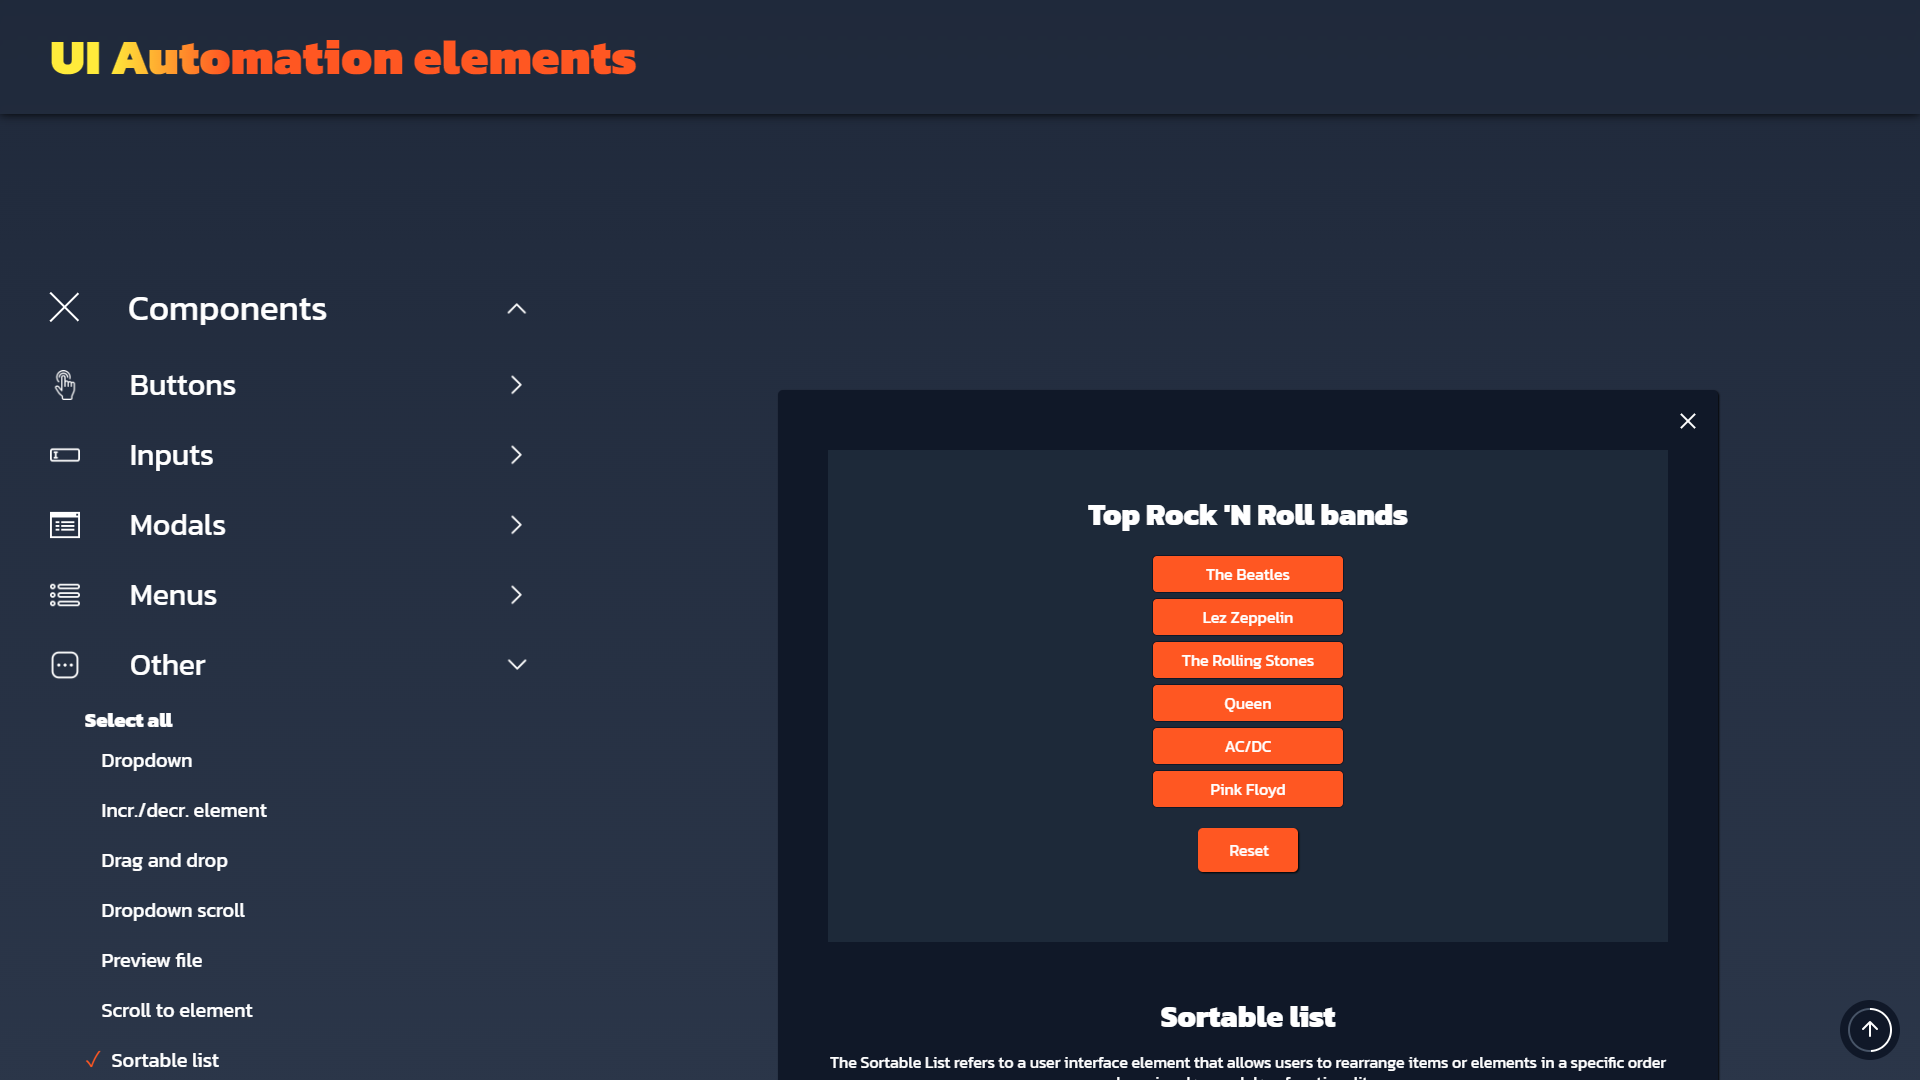 UI Automation elements
Components
Buttons
Inputs
Modals
Menus
Other
Select all
Dropdown
Incr./decr. element
Drag and drop
Dropdown scroll
Preview file
Scroll to element
Sortable list
Top Rock 'N Roll bands
The Beatles
Lez Zeppelin
The Rolling Stones
Queen
AC/DC
Pink Floyd
Reset
Sortable list
The Sortable List refers to a user interface element that allows users to rearrange items or elements in a specific order